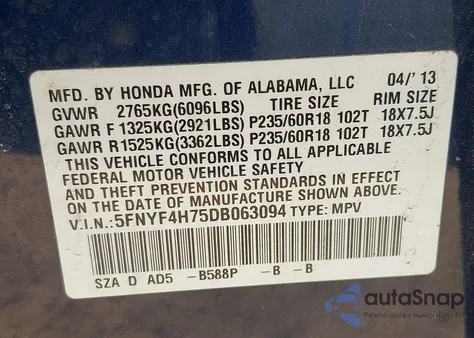 MFD. BY HONDA MFG. OF ALABAMA, LLC 04/'13
GVWR 2765KG(6096LBS) TIRE SIZE RIM SIZE
GAWR F 1325KG(2921LBS) P235/60R18 102T 18X7.5J
GAWR R1525KG(3362LBS) P235/60R18 102T 18X7.5J
THIS VEHICLE CONFORMS TO ALL APPLICABLE
FEDERAL MOTOR VEHICLE SAFETY
AND THEFT PREVENTION STANDARDS IN EFFECT
ON THE DATE OF MANUFACTURE SHOWN ABOVE.
V.I.N.: 5FNYF4H75DB063094 TYPE: MPV
SZA D AD5 -B588P -B -B
autoSnap